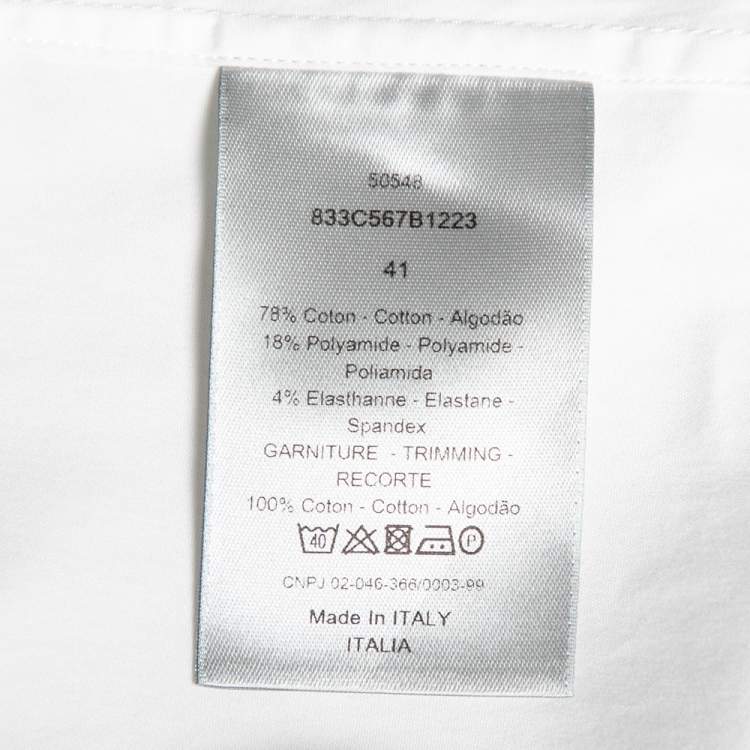 50548
833C567B1223
41
78% Coton - Cotton - Algodão
18% Polyamide - Polyamide -
Poliamida
4% Elasthanne - Elastane -
Spandex
GARNITURE - TRIMMING -
RECORTE
100% Coton - Cotton - Algodão
40 P
CNPJ 02-046-366/0003-99
Made In ITALY
ITALIA